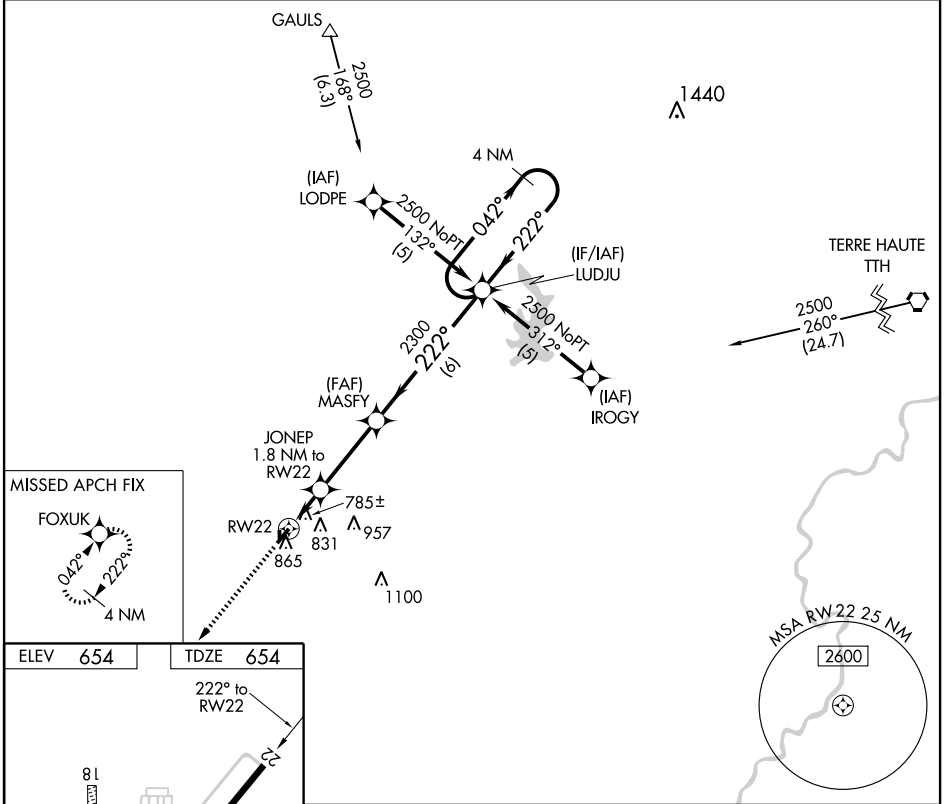 GAULS
2500
168°
(6.3)
1440
4 NM
(IAF)
LODPE
2500 NoPT
132°
(5)
042°
222°
(IF/IAF)
LUDJU
TERRE HAUTE
TTH
2500
260°
(24.7)
2500 NoPT
312°
(5)
2300
222°
(6)
(IAF)
IROGY
(FAF)
MASFY
JONEP
1.8 NM to
RW22
785±
RW22
831
957
865
1100
MISSED APCH FIX
FOXUK
042°
222°
4 NM
MSA RW22 25 NM
2600
ELEV 654
TDZE 654
222° to
RW22
22
18